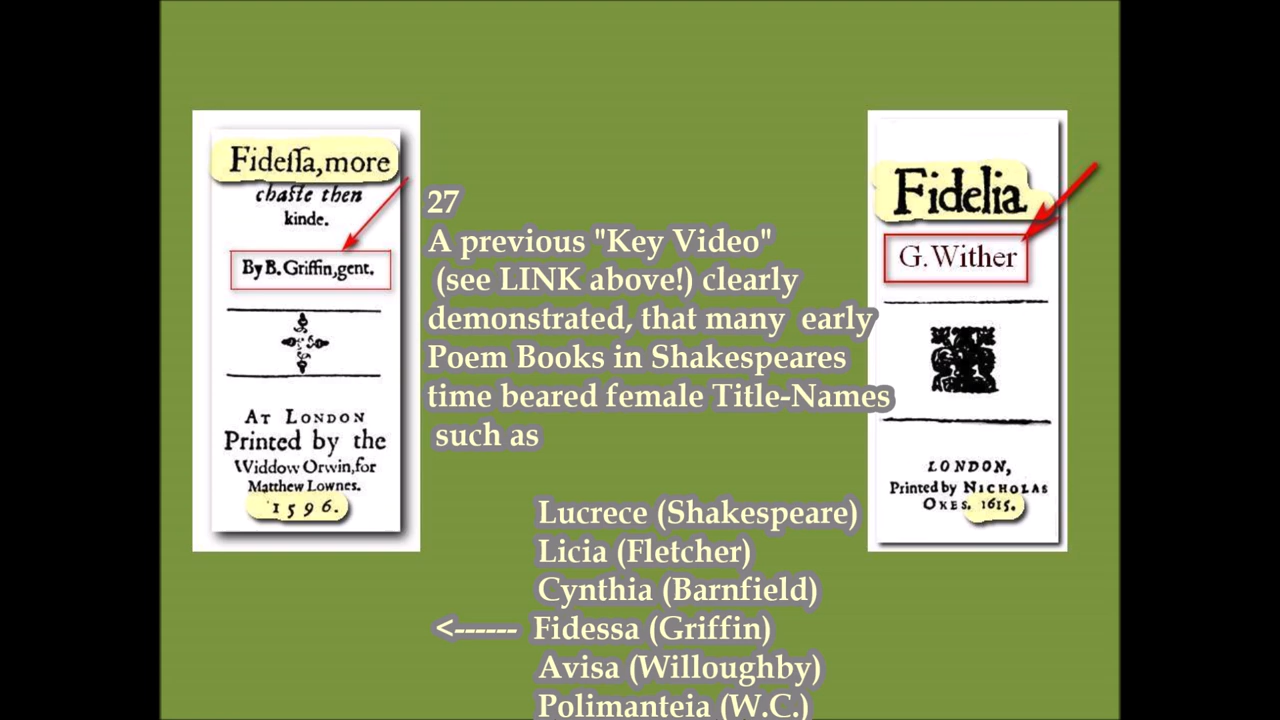 Fideſſa,more
chaſte then
kinde.
By B. Griffin,gent.
AT LONDON
Printed by the
Widdow Orwin,for
Matthew Lownes.
1596.
27
A previous "Key Video"
(see LINK above!) clearly
demonstrated, that many early
Poem Books in Shakespeares
time beared female Title-Names
such as
Lucrece (Shakespeare)
Licia (Fletcher)
Cynthia (Barnfield)
<------ Fidessa (Griffin)
Avisa (Willoughby)
Polimanteia (W.C.)
Fidelia
G.Wither
LONDON,
Printed by NICHOLAS
OKES. 1615.